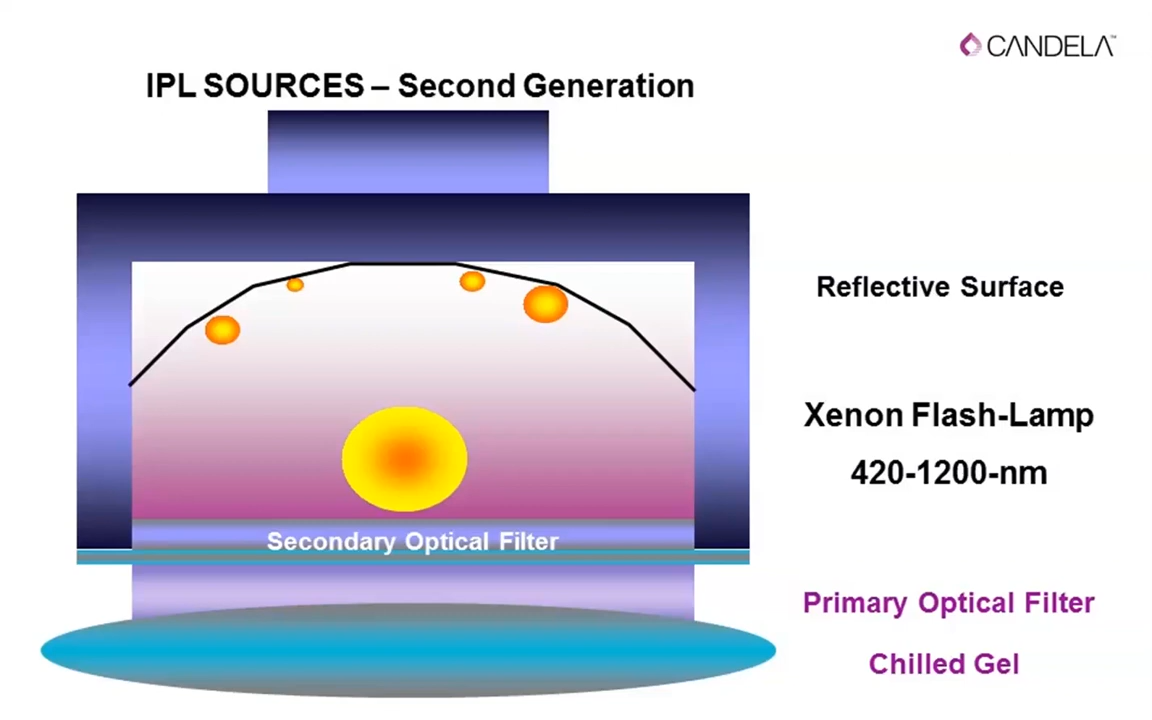 CANDELA™
IPL SOURCES – Second Generation
Reflective Surface
Xenon Flash-Lamp
420-1200-nm
Secondary Optical Filter
Primary Optical Filter
Chilled Gel